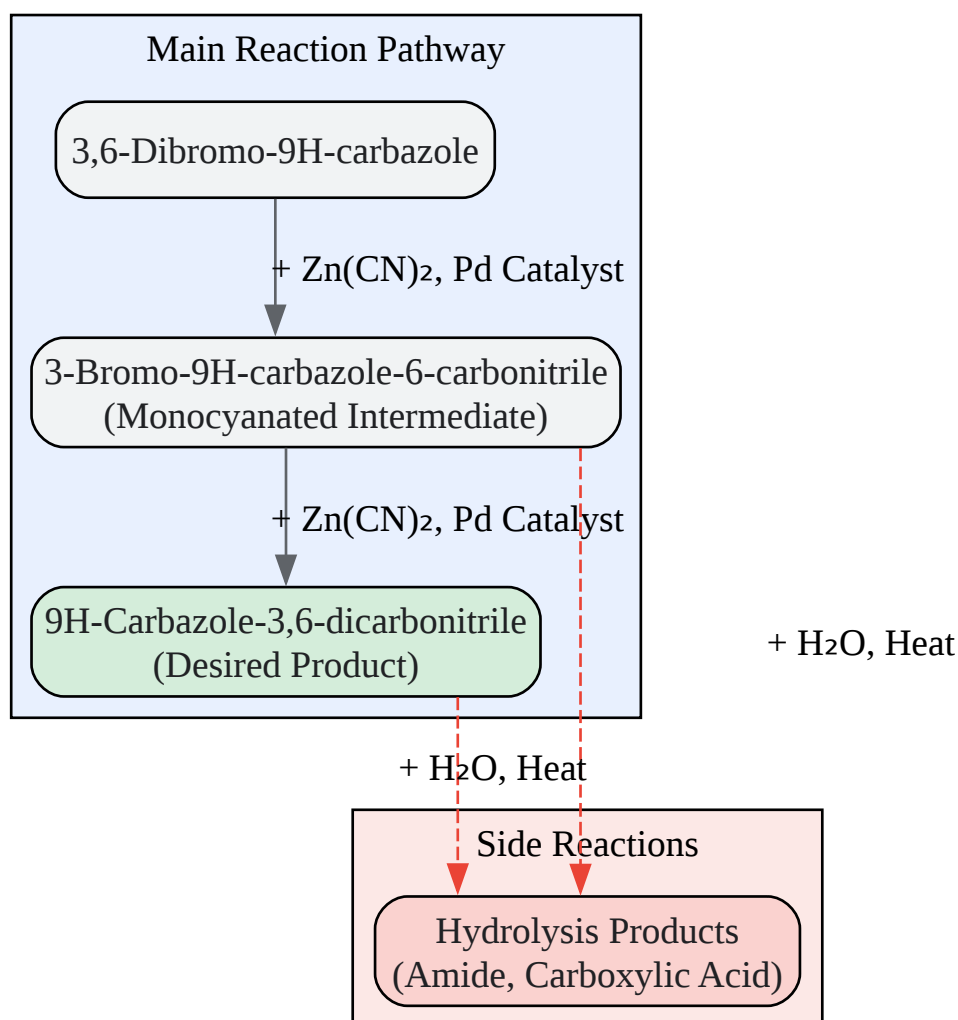 Main Reaction Pathway
3,6-Dibromo-9H-carbazole
+ Zn(CN)₂, Pd Catalyst
3-Bromo-9H-carbazole-6-carbonitrile
(Monocyanated Intermediate)
+ Zn(CN)₂, Pd Catalyst
9H-Carbazole-3,6-dicarbonitrile
(Desired Product)
+ H₂O, Heat
+ H₂O, Heat
Side Reactions
Hydrolysis Products
(Amide, Carboxylic Acid)